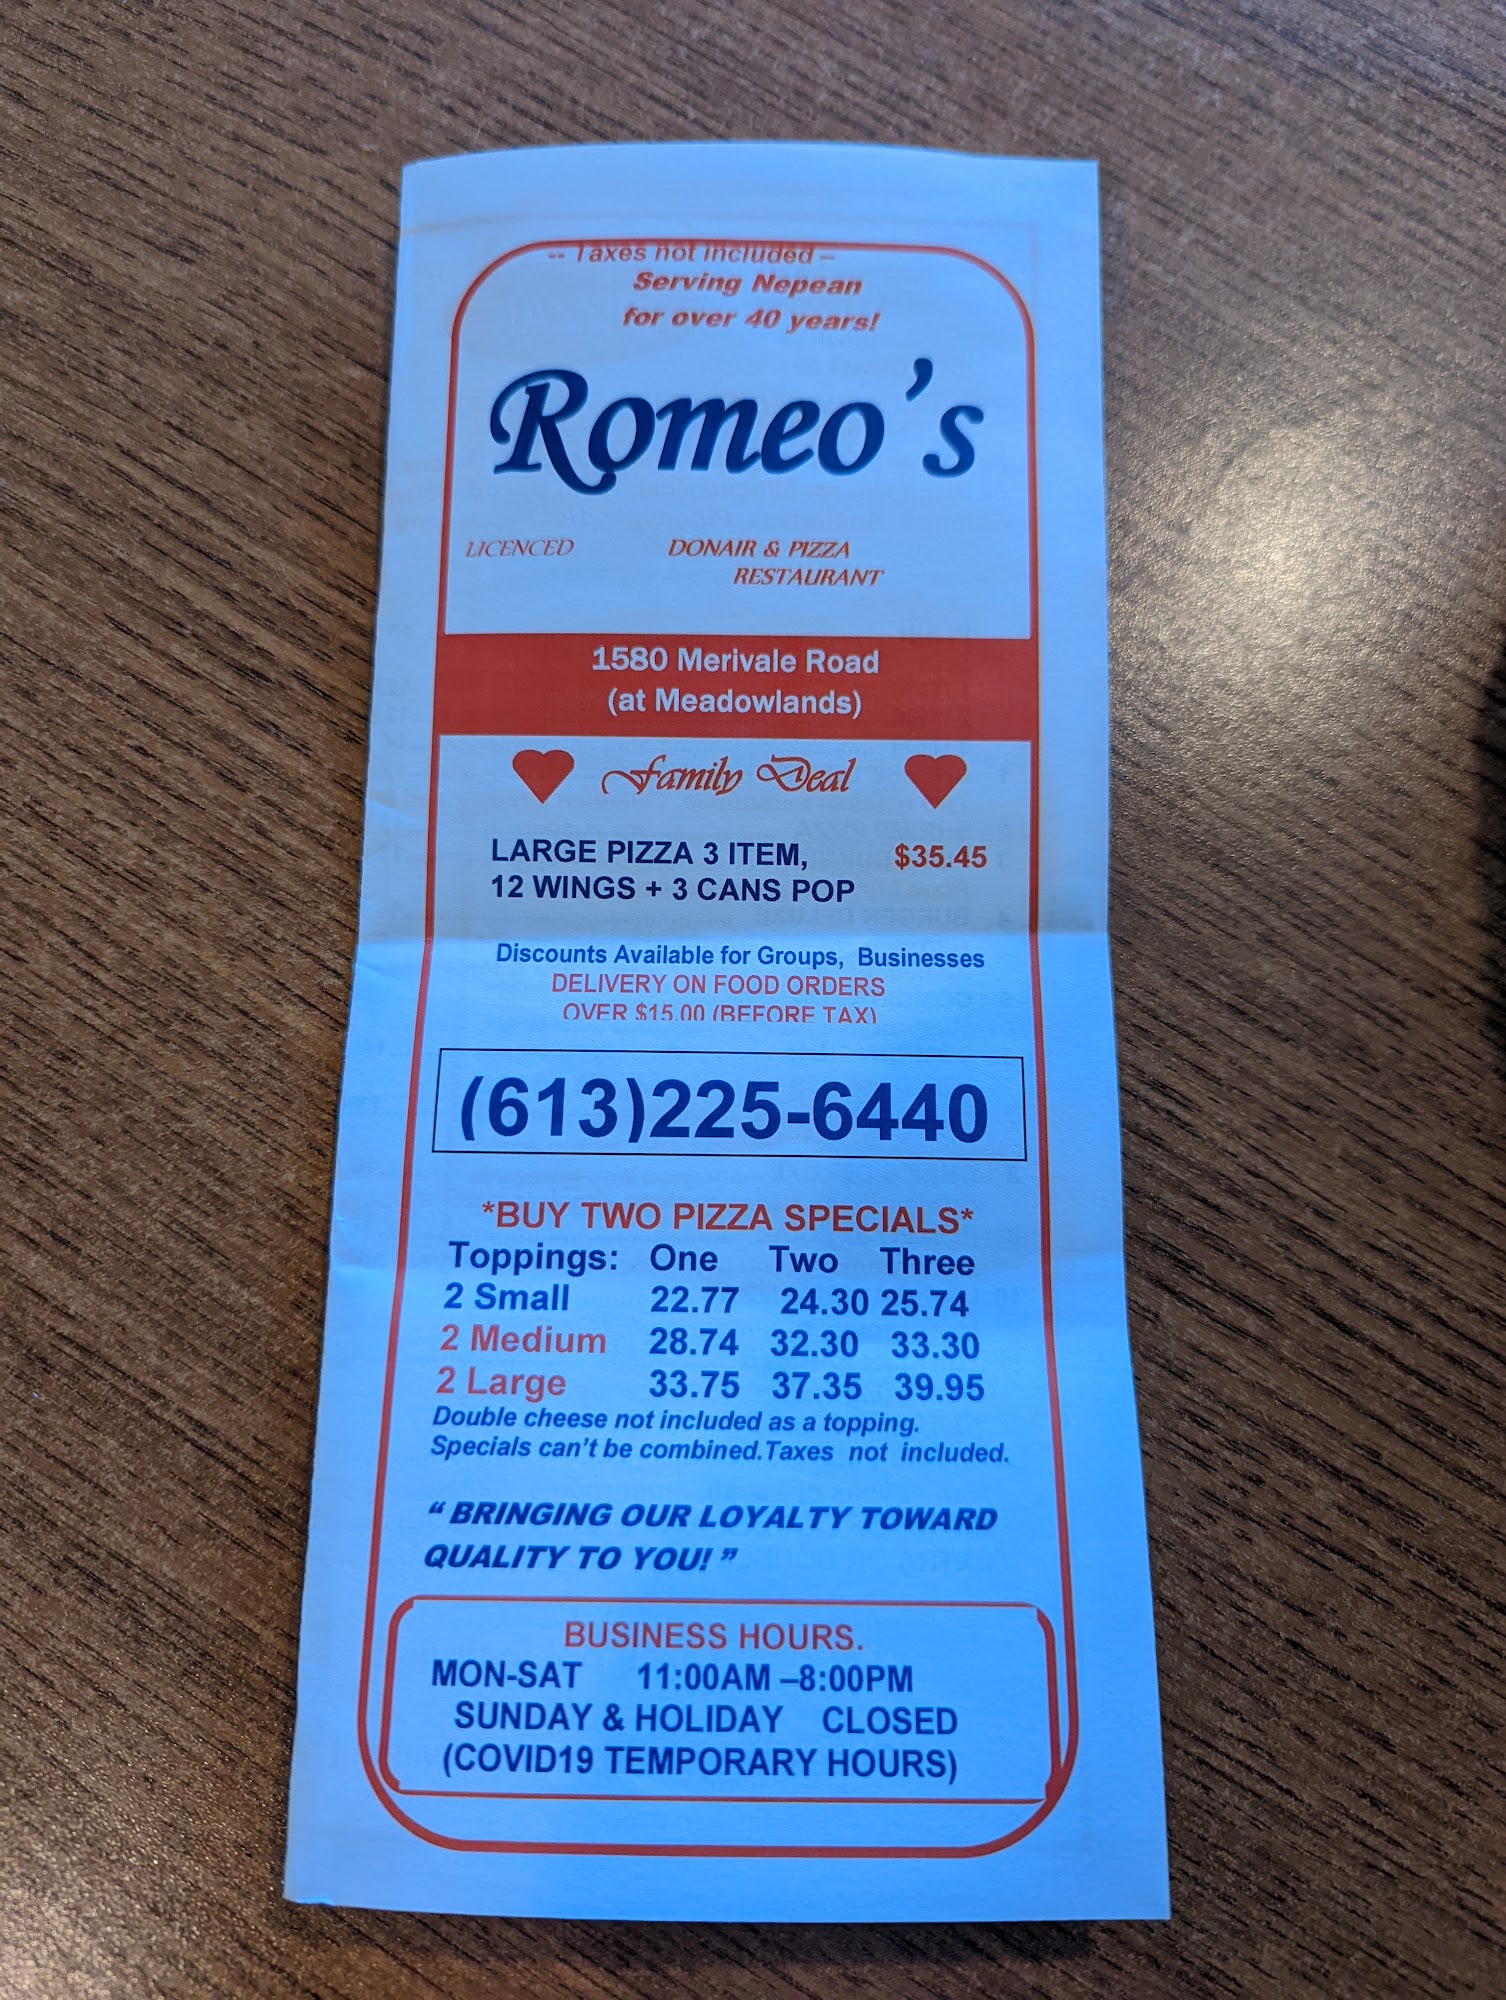 -- Taxes not included –
Serving Nepean
for over 40 years!
Romeo's
LICENCED DONAIR & PIZZA
RESTAURANT
1580 Merivale Road
(at Meadowlands)
Family Deal
LARGE PIZZA 3 ITEM, $35.45
12 WINGS + 3 CANS POP
Discounts Available for Groups, Businesses
DELIVERY ON FOOD ORDERS
OVER $15.00 (BEFORE TAX)
(613)225-6440
*BUY TWO PIZZA SPECIALS*
Toppings: One Two Three
2 Small 22.77 24.30 25.74
2 Medium 28.74 32.30 33.30
2 Large 33.75 37.35 39.95
Double cheese not included as a topping.
Specials can't be combined.Taxes not included.
“ BRINGING OUR LOYALTY TOWARD
QUALITY TO YOU! ”
BUSINESS HOURS.
MON-SAT 11:00AM –8:00PM
SUNDAY & HOLIDAY CLOSED
(COVID19 TEMPORARY HOURS)